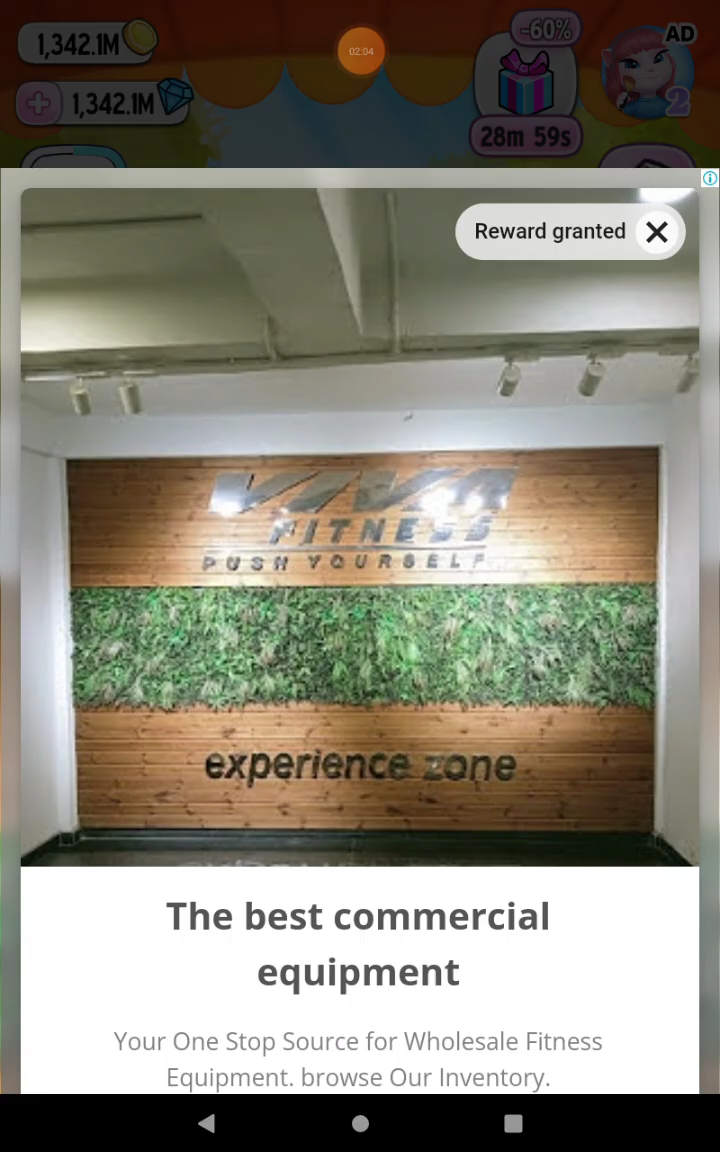 1,342.1M
02:04
-60%
AD
1,342.1M
2
28m 59s
Reward granted
VIVA
FITNESS
PUSH YOURSELF
experience zone
The best commercial
equipment
Your One Stop Source for Wholesale Fitness
Equipment. browse Our Inventory.